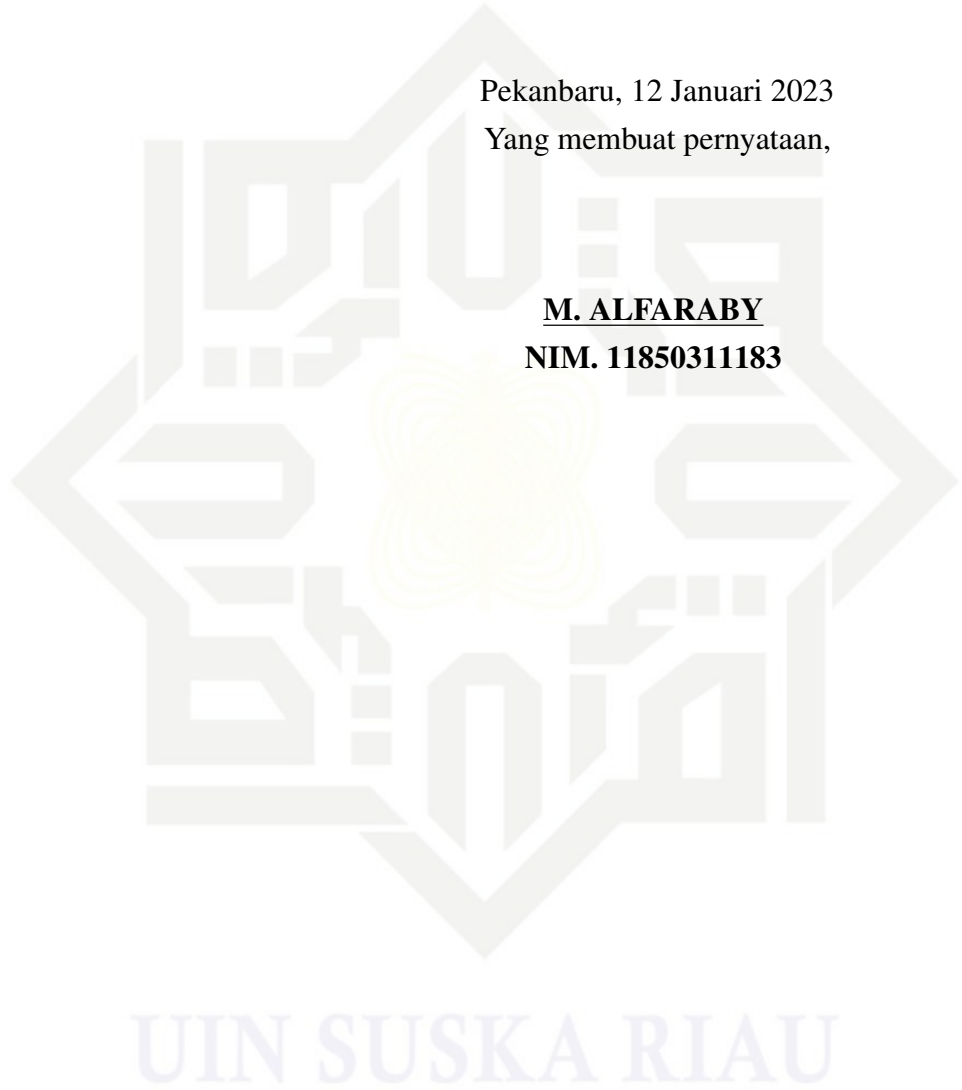 Pekanbaru, 12 Januari 2023
Yang membuat pernyataan,
M. ALFARABY
NIM. 11850311183
UIN SUSKA RIAU